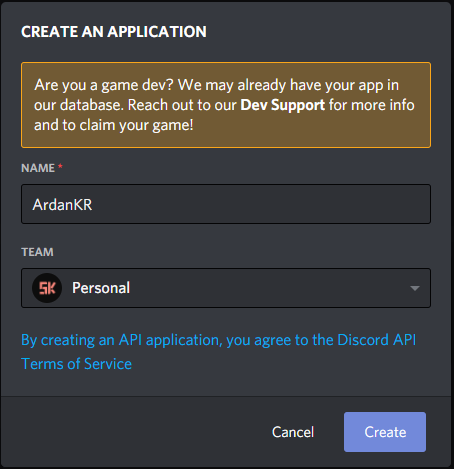 CREATE AN APPLICATION
Are you a game dev? We may already have your app in
our database. Reach out to our Dev Support for more info
and to claim your game!
NAME *
ArdanKR
TEAM
SK Personal
By creating an API application, you agree to the Discord API
Terms of Service
Cancel Create